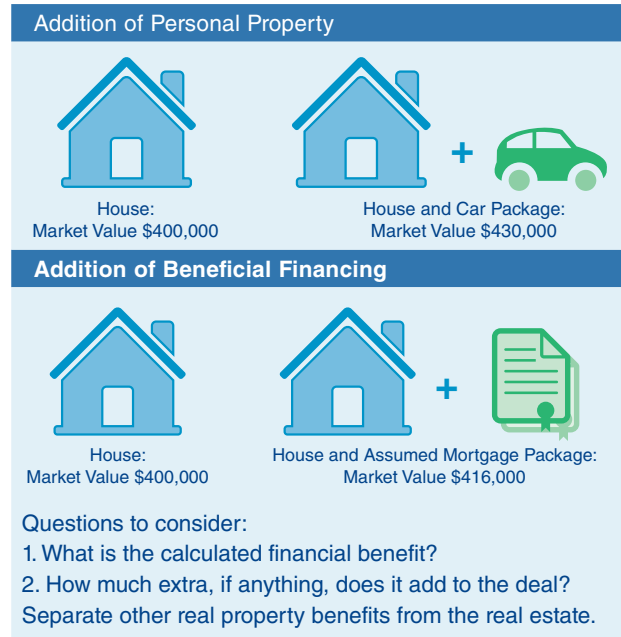 Addition of Personal Property
House:
Market Value $400,000
House and Car Package:
Market Value $430,000
Addition of Beneficial Financing
House:
Market Value $400,000
House and Assumed Mortgage Package:
Market Value $416,000
Questions to consider:
1. What is the calculated financial benefit?
2. How much extra, if anything, does it add to the deal?
Separate other real property benefits from the real estate.